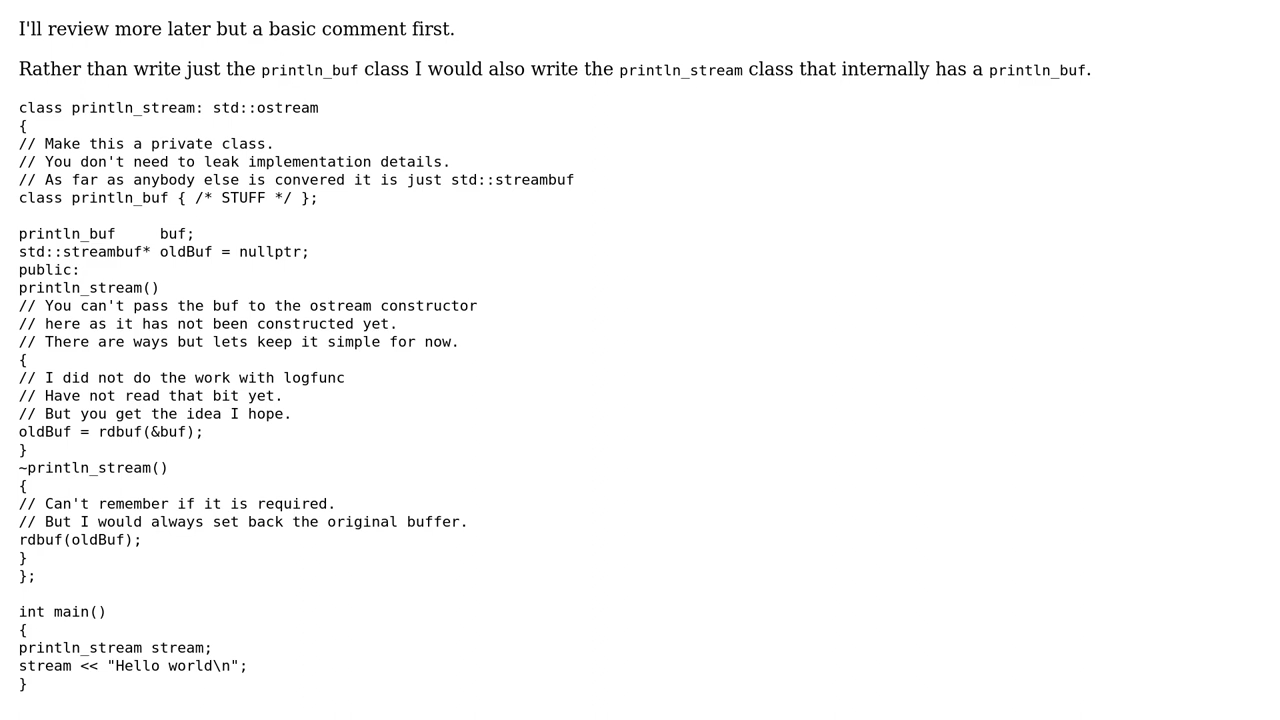 I'll review more later but a basic comment first.
Rather than write just the println_buf class I would also write the println_stream class that internally has a println_buf.
class println_stream: std::ostream
{
// Make this a private class.
// You don't need to leak implementation details.
// As far as anybody else is convered it is just std::streambuf
class println_buf { /* STUFF */ };
println_buf     buf;
std::streambuf* oldBuf = nullptr;
public:
println_stream()
// You can't pass the buf to the ostream constructor
// here as it has not been constructed yet.
// There are ways but lets keep it simple for now.
{
// I did not do the work with logfunc
// Have not read that bit yet.
// But you get the idea I hope.
oldBuf = rdbuf(&buf);
}
~println_stream()
{
// Can't remember if it is required.
// But I would always set back the original buffer.
rdbuf(oldBuf);
}
};
int main()
{
println_stream stream;
stream << "Hello world\n";
}